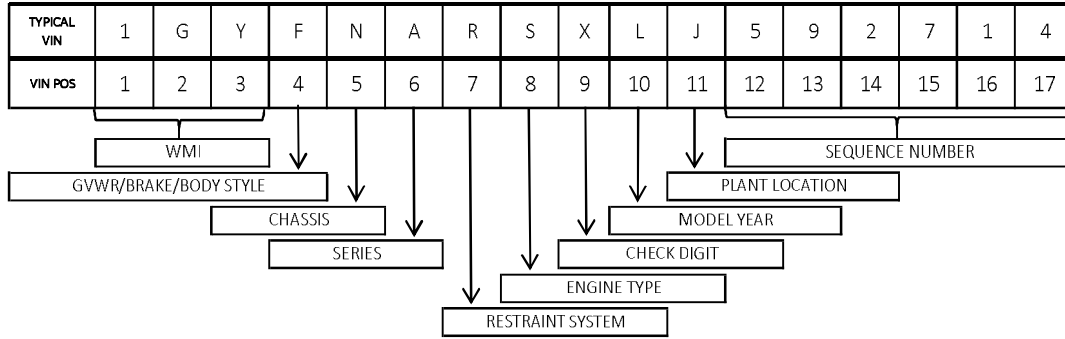 TYPICAL VIN 1 G Y F N A R S X L J 5 9 2 7 1 4
VIN POS 1 2 3 4 5 6 7 8 9 10 11 12 13 14 15 16 17
WMI SEQUENCE NUMBER
GVWR/BRAKE/BODY STYLE PLANT LOCATION
CHASSIS MODEL YEAR
SERIES CHECK DIGIT
ENGINE TYPE
RESTRAINT SYSTEM